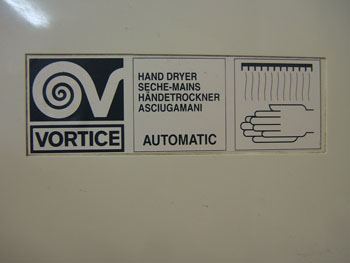 VORTICE
HAND DRYER
SECHE-MAINS
HÄNDETROCKNER
ASCIUGAMANI
AUTOMATIC